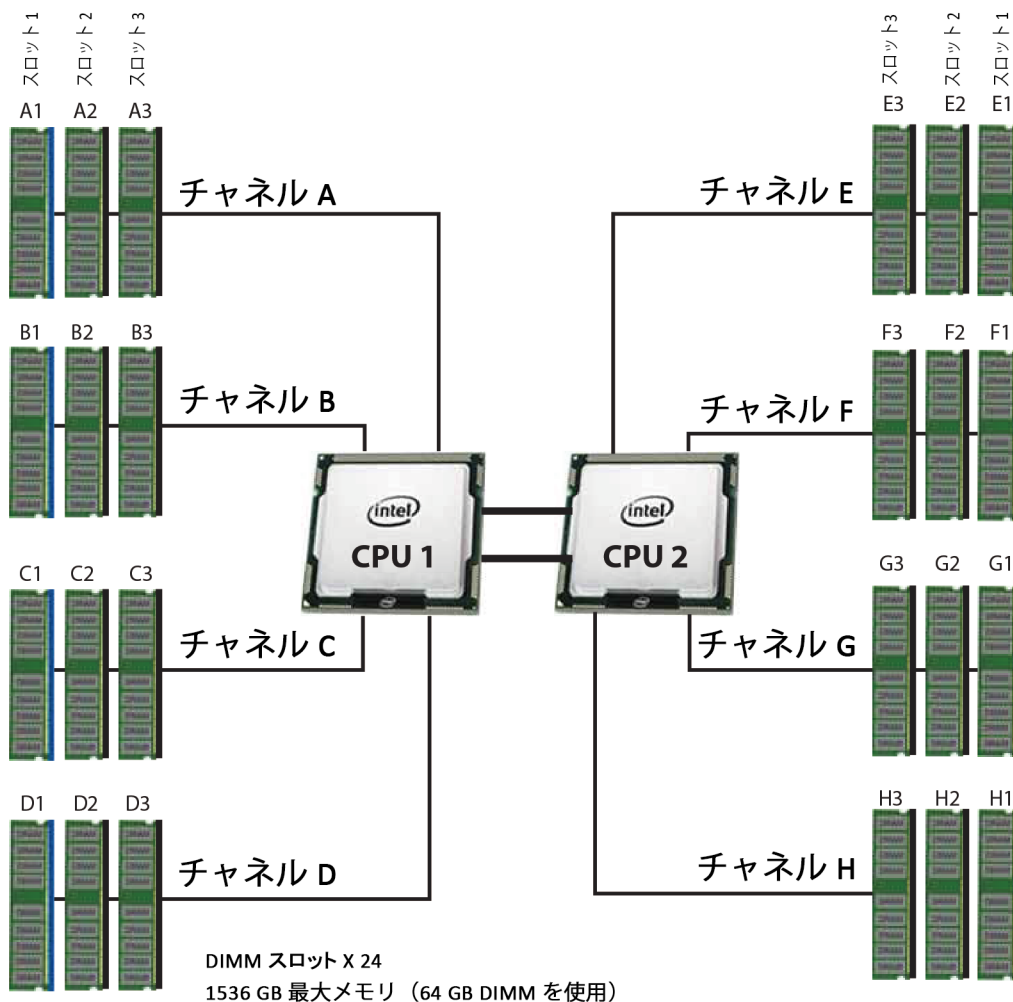 スロット 1
スロット 2
スロット 3
スロット3
スロット 2
スロット 1
A1 A2 A3
E3 E2 E1
チャネル A
チャネル E
B1 B2 B3
F3 F2 F1
チャネル B
チャネル F
intel
CPU 1
intel
CPU 2
C1 C2 C3
G3 G2 G1
チャネル C
チャネル G
D1 D2 D3
H3 H2 H1
チャネル D
チャネル H
DIMM スロット X 24
1536 GB 最大メモリ（64 GB DIMM を使用）